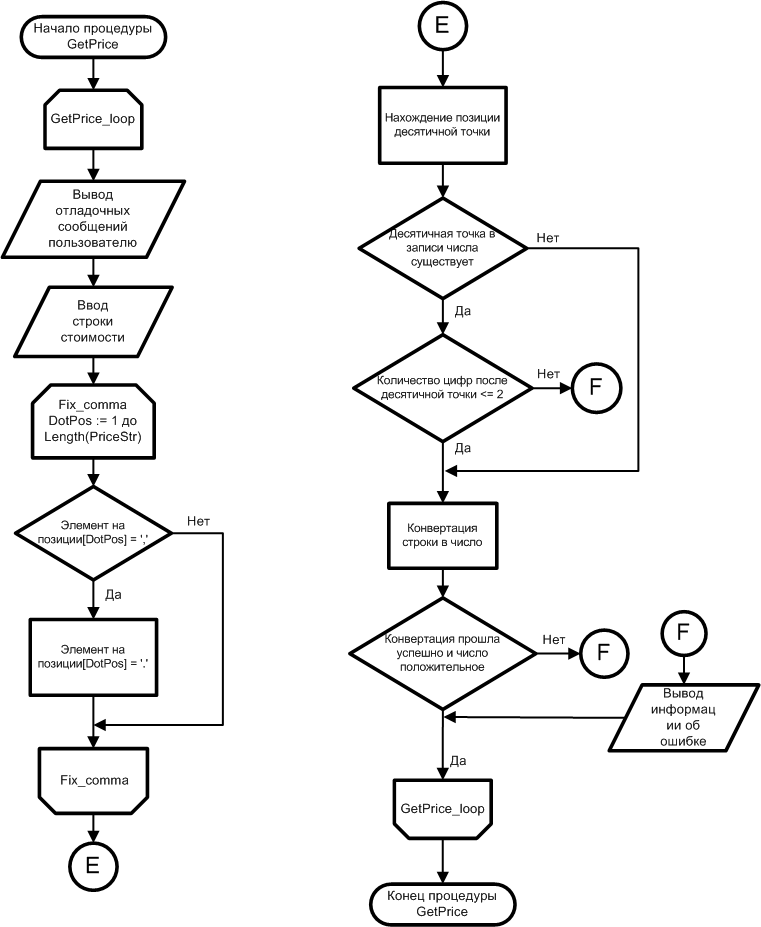 Начало процедуры
GetPrice
GetPrice_loop
Вывод
отладочных
сообщений
пользователю
Ввод
строки
стоимости
Fix_comma
DotPos := 1 до
Length(PriceStr)
Элемент на
позиции[DotPos] = ','
Нет
Да
Элемент на
позиции[DotPos] = '.'
Fix_comma
E
E
Нахождение позиции
десятичной точки
Десятичная точка в
записи числа
существует
Нет
Да
Количество цифр после
десятичной точки <= 2
Нет
F
Да
Конвертация
строки в число
Конвертация прошла
успешно и число
положительное
Нет
F
F
Вывод
информац
ии об
ошибке
Да
GetPrice_loop
Конец процедуры
GetPrice